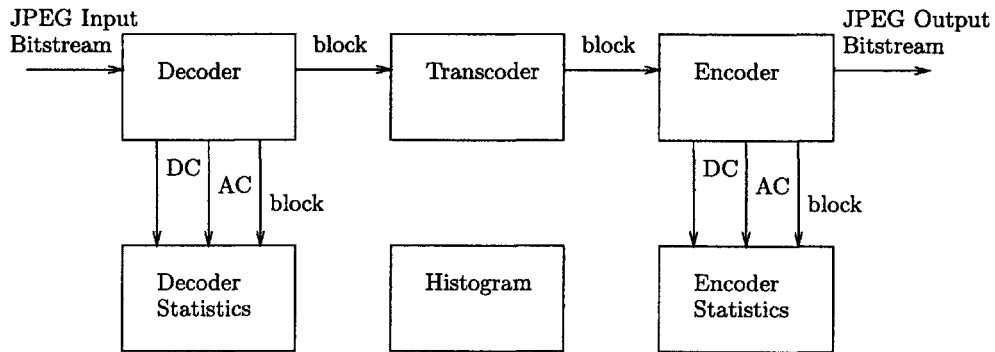 JPEG Input
Bitstream
JPEG Output
Bitstream
block
block
Decoder
Transcoder
Encoder
DC
AC
block
DC
AC
block
Decoder
Statistics
Histogram
Encoder
Statistics